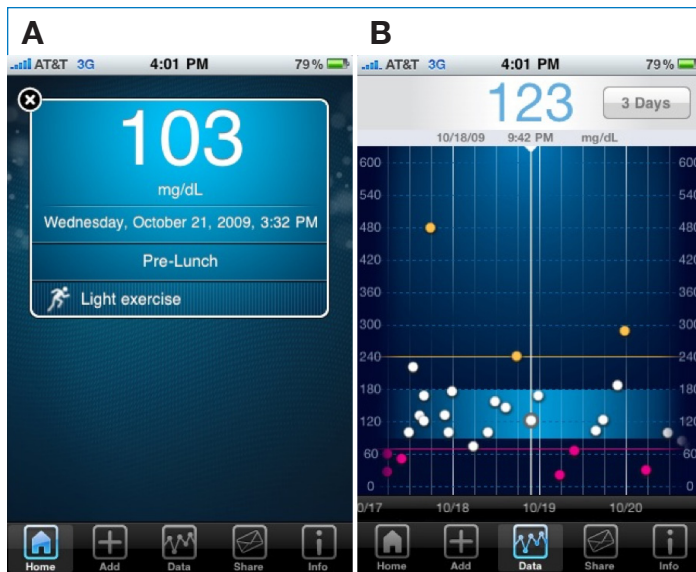 A
AT&T 3G 4:01 PM 79%
103
mg/dL
Wednesday, October 21, 2009, 3:32 PM
Pre-Lunch
Light exercise
Home Add Data Share Info
B
AT&T 3G 4:01 PM 79%
123
3 Days
10/18/09 9:42 PM mg/dL
600 600
540 540
480 480
420 420
360 360
300 300
240 240
180 180
120 120
60 60
0 0
0/17 10/18 10/19 10/20
Home Add Data Share Info